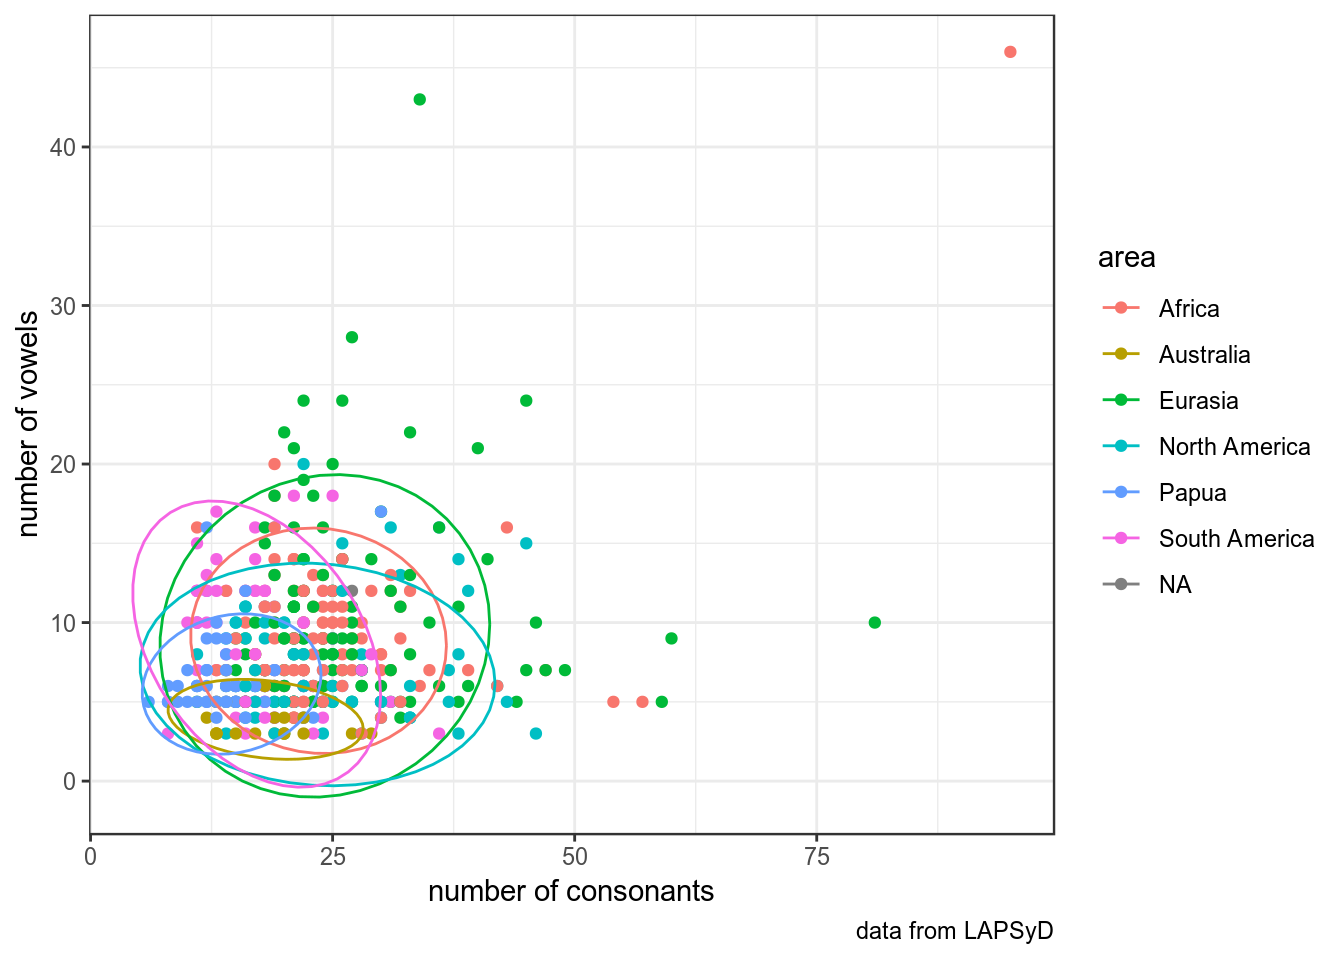 number of vowels
40
30
20
10
0
0 25 50 75
number of consonants
data from LAPSyD
area
Africa
Australia
Eurasia
North America
Papua
South America
NA